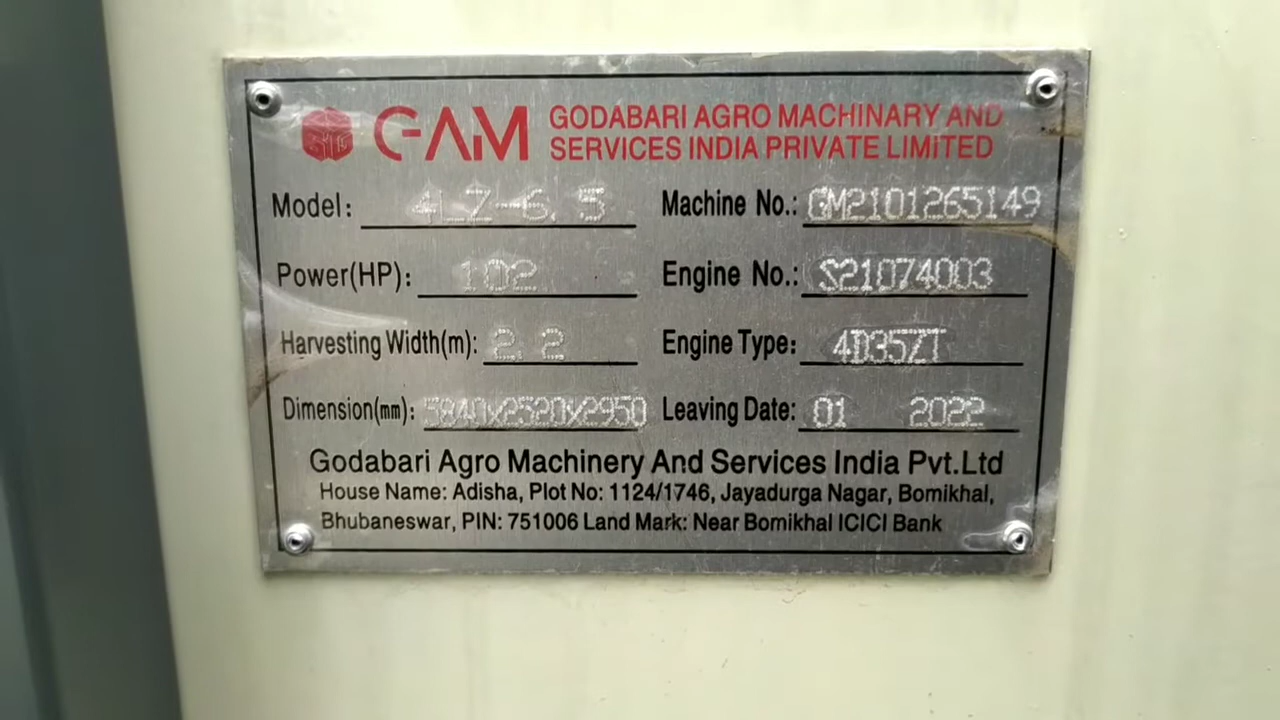 GAM GODABARI AGRO MACHINARY AND
SERVICES INDIA PRIVATE LIMITED
Model: 4LZ-6.5 Machine No.: GM2101265149
Power(HP): 102 Engine No.: S21074003
Harvesting Width(m): 2.2 Engine Type: 4D35ZT
Dimension(mm): 5840x2520x2950 Leaving Date: 01 2022
Godabari Agro Machinery And Services India Pvt.Ltd
House Name: Adisha, Plot No: 1124/1746, Jayadurga Nagar, Bomikhal,
Bhubaneswar, PIN: 751006 Land Mark: Near Bomikhal ICICI Bank